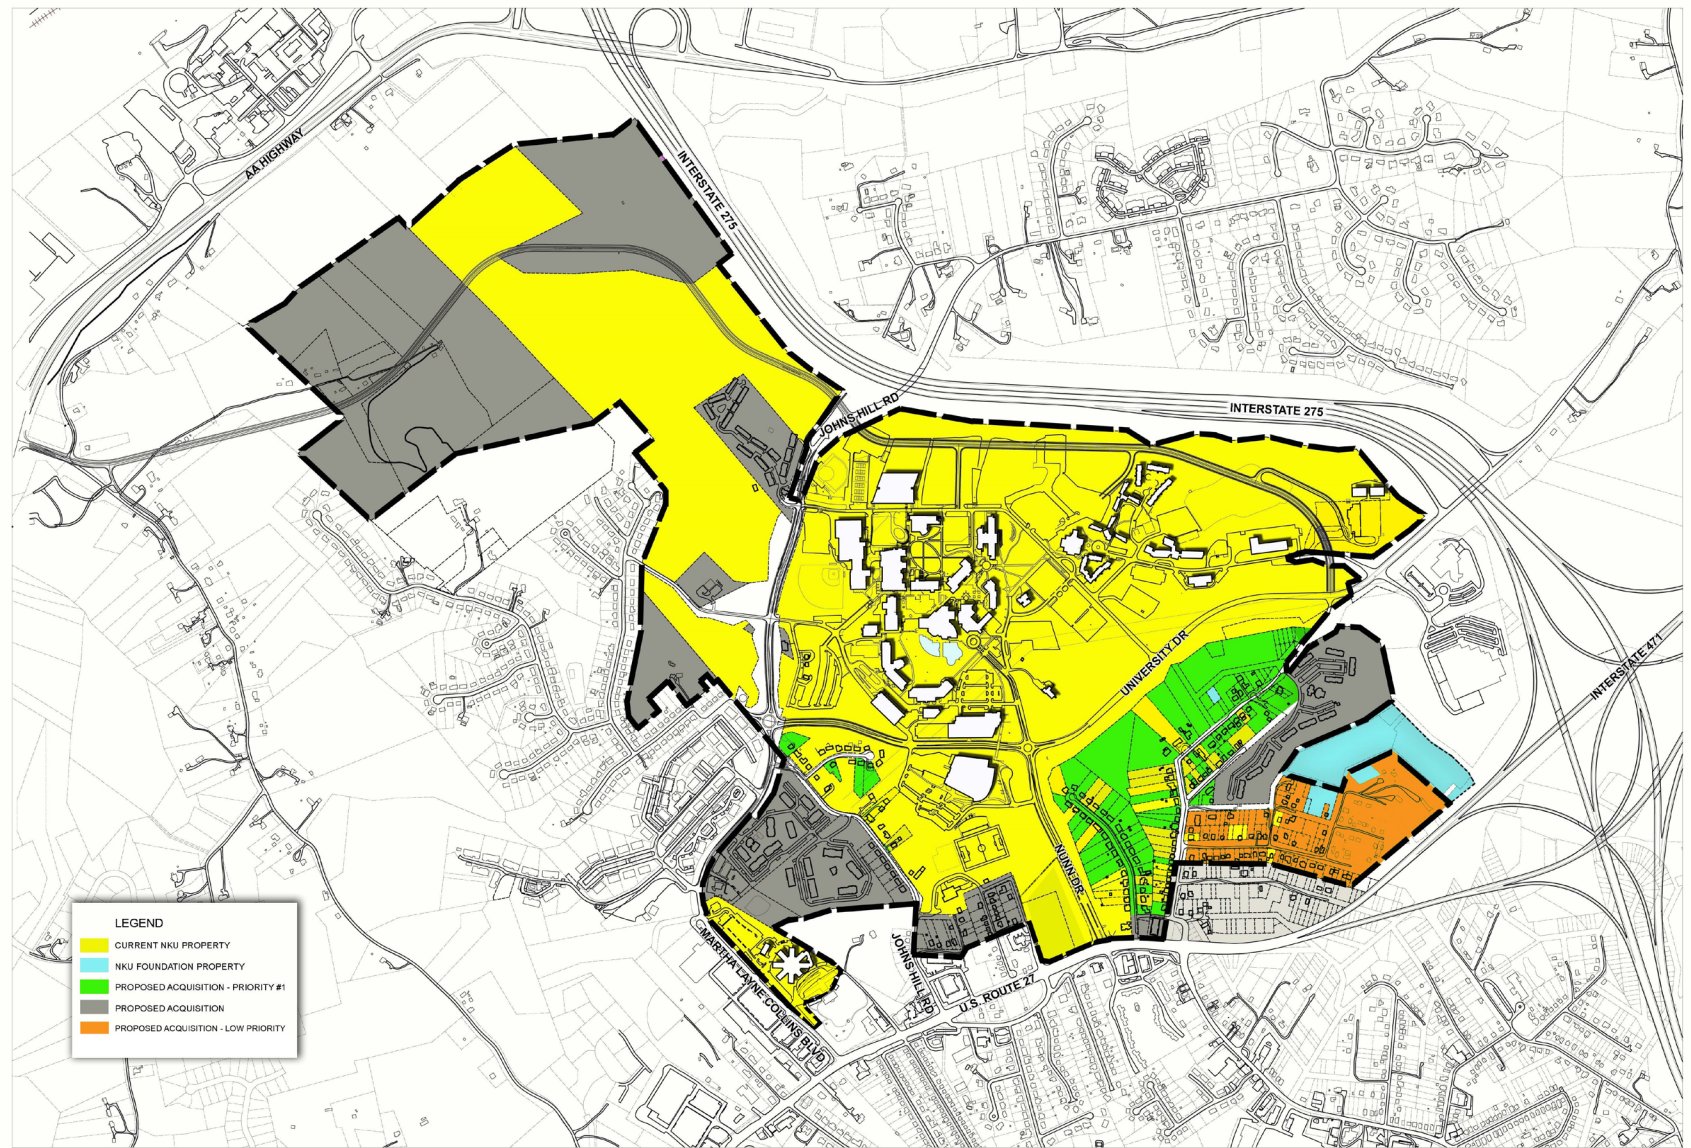 AA HIGHWAY
INTERSTATE 275
JOHNS HILL RD
INTERSTATE 275
UNIVERSITY DR
INTERSTATE 471
NUNN DR.
MARTHA LAYNE COLLINS BLVD
JOHNS HILL RD
U.S. ROUTE 27
LEGEND
CURRENT NKU PROPERTY
NKU FOUNDATION PROPERTY
PROPOSED ACQUISITION - PRIORITY #1
PROPOSED ACQUISITION
PROPOSED ACQUISITION - LOW PRIORITY